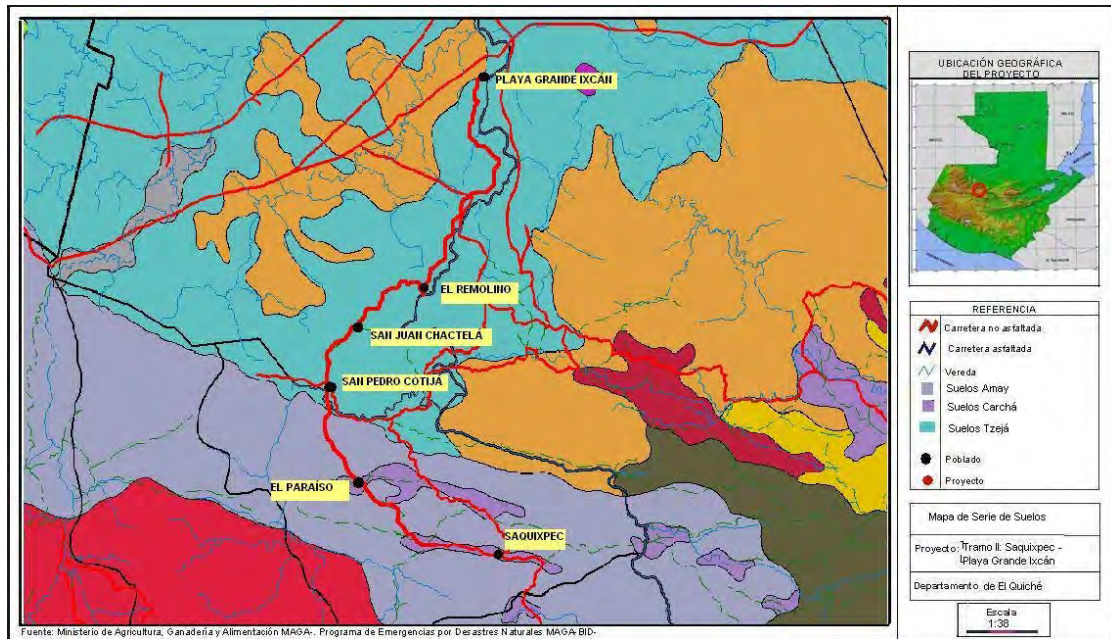 PLAYA GRANDE IXCÁN
EL REMOLINO
SAN JUAN CHACTELÁ
SAN PEDRO COTIJÁ
EL PARAÍSO
SAQUIXPEC
Fuente: Ministerio de Agricultura, Ganadería y Alimentación MAGA-. Programa de Emergencias por Desastres Naturales MAGA-BID-
UBICACIÓN GEOGRÁFICA
DEL PROYECTO
REFERENCIA
Carretera no asfaltada
Carretera asfaltada
Vereda
Suelos Amay
Suelos Carchá
Suelos Tzejá
Poblado
Proyecto
Mapa de Serie de Suelos
Proyecto: Tramo II: Saquixpec -
Playa Grande Ixcán
Departamento de El Quiché
Escala
1:38